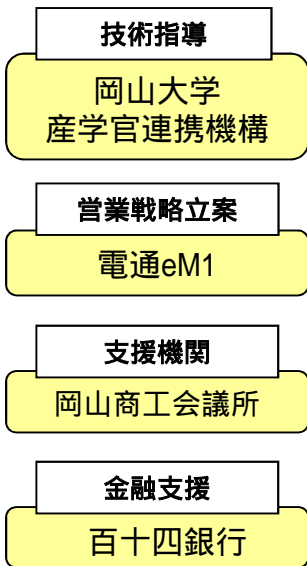 技術指導
岡山大学
産学官連携機構
営業戦略立案
電通eM1
支援機関
岡山商工会議所
金融支援
百十四銀行